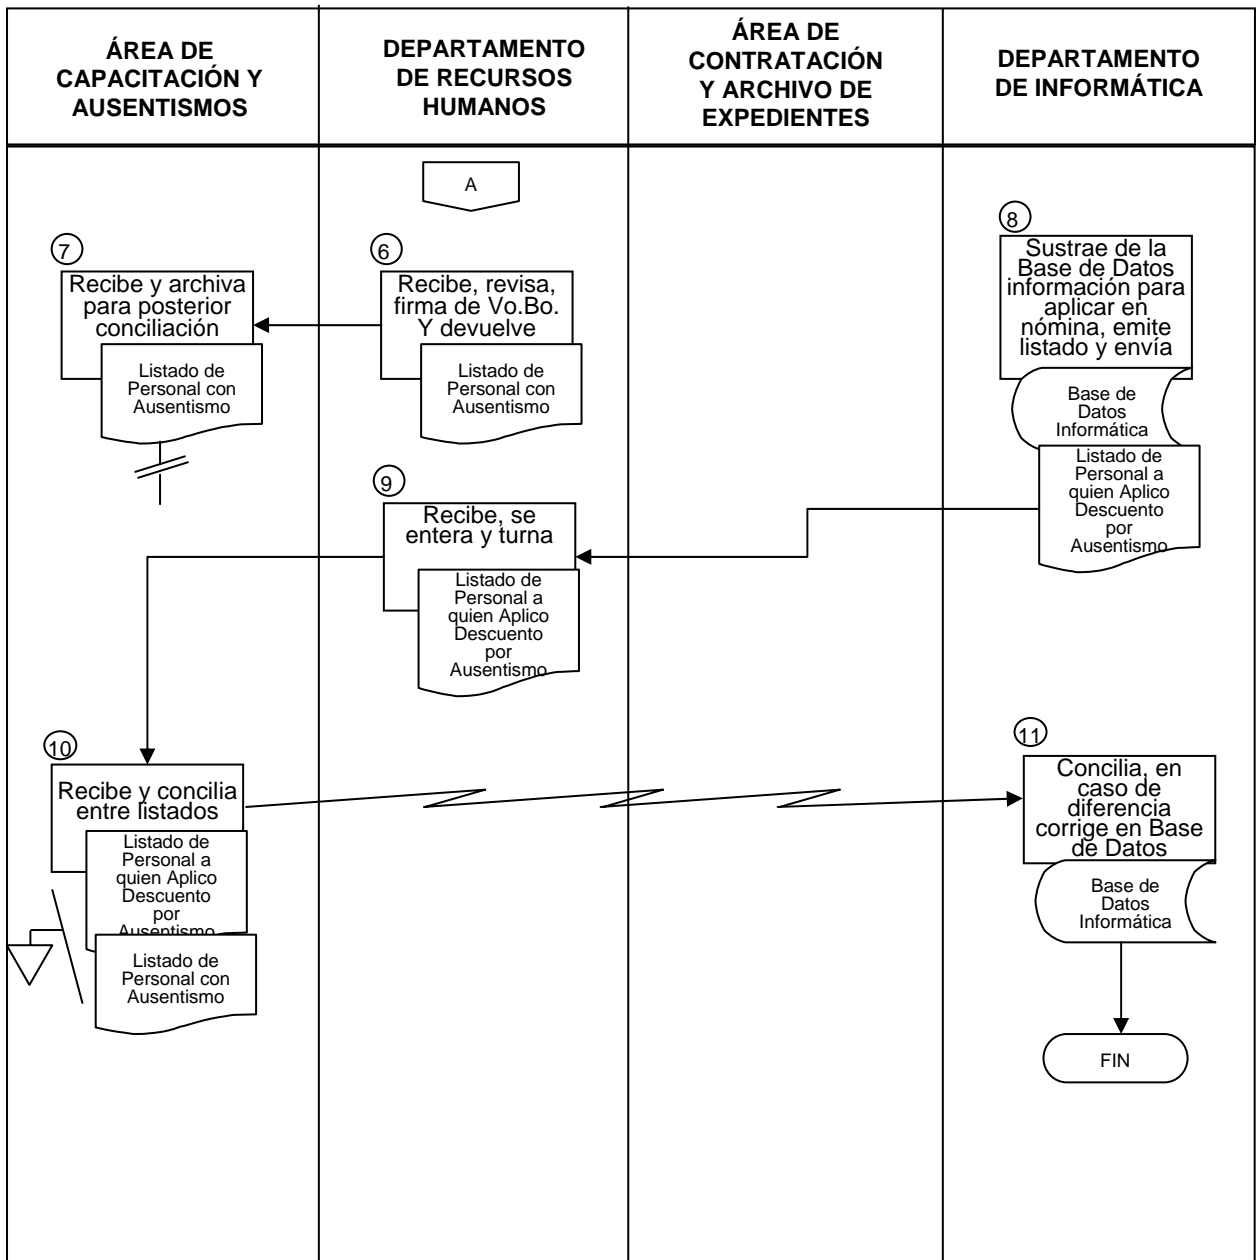 ÁREA DE
CAPACITACIÓN Y
AUSENTISMOS
DEPARTAMENTO
DE RECURSOS
HUMANOS
ÁREA DE
CONTRATACIÓN
Y ARCHIVO DE
EXPEDIENTES
DEPARTAMENTO
DE INFORMÁTICA
A
6
Recibe, revisa,
firma de Vo.Bo.
Y devuelve
Listado de
Personal con
Ausentismo
7
Recibe y archiva
para posterior
conciliación
Listado de
Personal con
Ausentismo
8
Sustrae de la
Base de Datos
información para
aplicar en
nómina, emite
listado y envía
Base de
Datos
Informática
Listado de
Personal a
quien Aplico
Descuento
por
Ausentismo
9
Recibe, se
entera y turna
Listado de
Personal a
quien Aplico
Descuento
por
Ausentismo
10
Recibe y concilia
entre listados
Listado de
Personal a
quien Aplico
Descuento
por
Ausentismo
Listado de
Personal con
Ausentismo
11
Concilia, en
caso de
diferencia
corrige en Base
de Datos
Base de
Datos
Informática
FIN